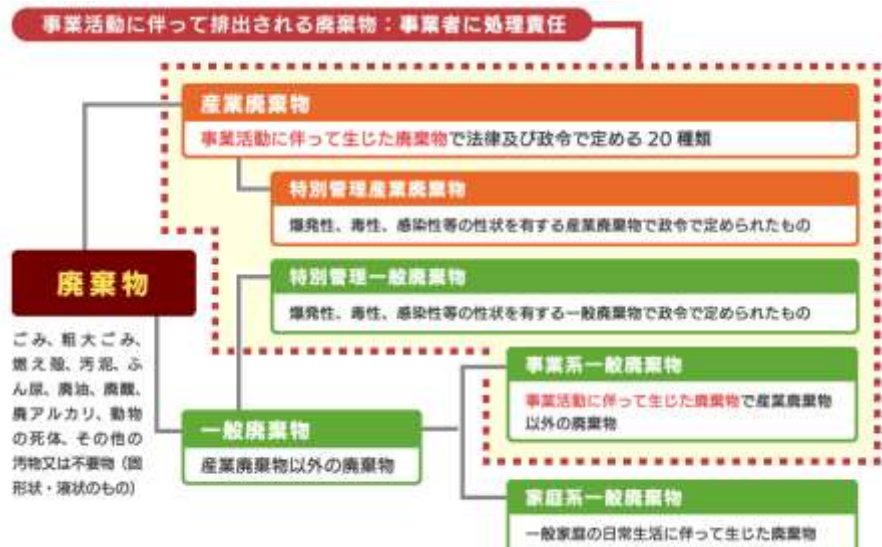 事業活動に伴って排出される廃棄物：事業者に処理責任
産業廃棄物
事業活動に伴って生じた廃棄物で法律及び政令で定める 20 種類
特別管理産業廃棄物
爆発性、毒性、感染性等の性状を有する産業廃棄物で政令で定められたもの
廃棄物
ごみ、粗大ごみ、
燃え殻、汚泥、ふ
ん尿、廃油、廃酸、
廃アルカリ、動物
の死体、その他の
汚物又は不要物（固
形状・液状のもの）
特別管理一般廃棄物
爆発性、毒性、感染性等の性状を有する一般廃棄物で政令で定められたもの
一般廃棄物
産業廃棄物以外の廃棄物
事業系一般廃棄物
事業活動に伴って生じた廃棄物で産業廃棄物
以外の廃棄物
家庭系一般廃棄物
一般家庭の日常生活に伴って生じた廃棄物